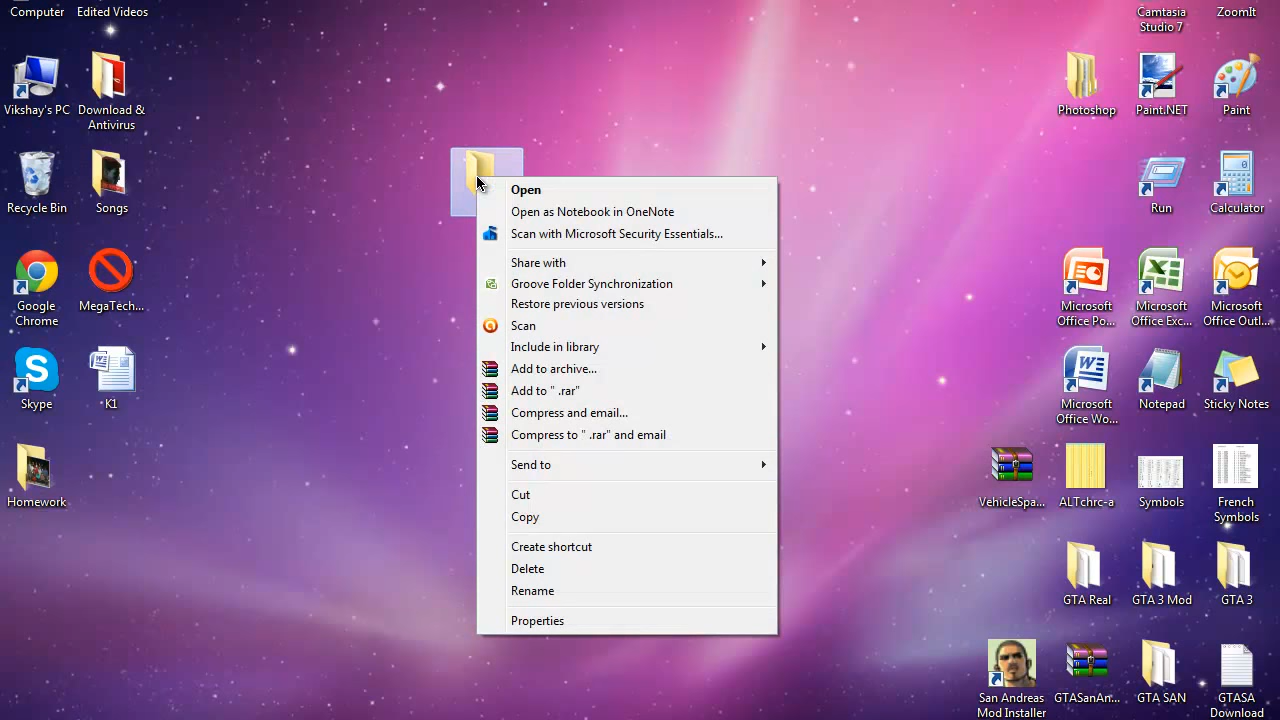 Computer
Edited Videos
Camtasia
Studio 7
ZoomIt
Vikshay's PC
Download &
Antivirus
Photoshop
Paint.NET
Paint
Recycle Bin
Songs
Run
Calculator
Google
Chrome
MegaTech...
Microsoft
Office Po...
Microsoft
Office Exc...
Microsoft
Office Outl...
Skype
K1
Microsoft
Office Wo...
Notepad
Sticky Notes
Homework
VehicleSpa...
ALTchrc-a
Symbols
French
Symbols
GTA Real
GTA 3 Mod
GTA 3
San Andreas
Mod Installer
GTASanAn...
GTA SAN
GTASA
Download
Open
Open as Notebook in OneNote
Scan with Microsoft Security Essentials...
Share with
Groove Folder Synchronization
Restore previous versions
Scan
Include in library
Add to archive...
Add to " .rar"
Compress and email...
Compress to " .rar" and email
Send to
Cut
Copy
Create shortcut
Delete
Rename
Properties